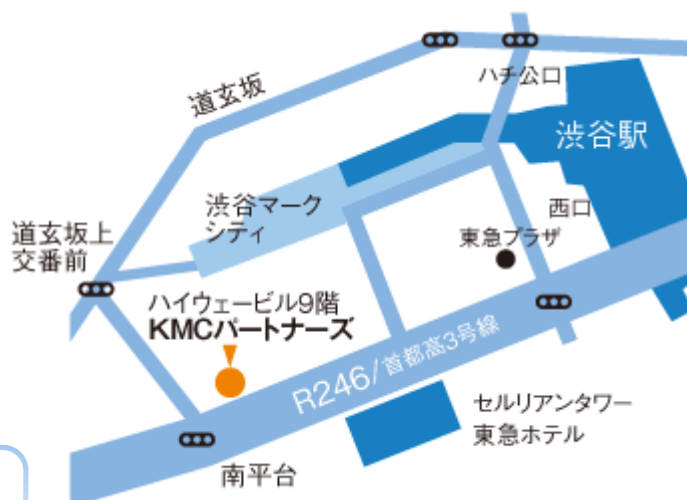 ハチ公口
道玄坂
渋谷駅
渋谷マーク
シティ
西口
道玄坂上
交番前
東急プラザ
ハイウェービル9階
KMCパートナーズ
R246/首都高3号線
セルリアンタワー
東急ホテル
南平台